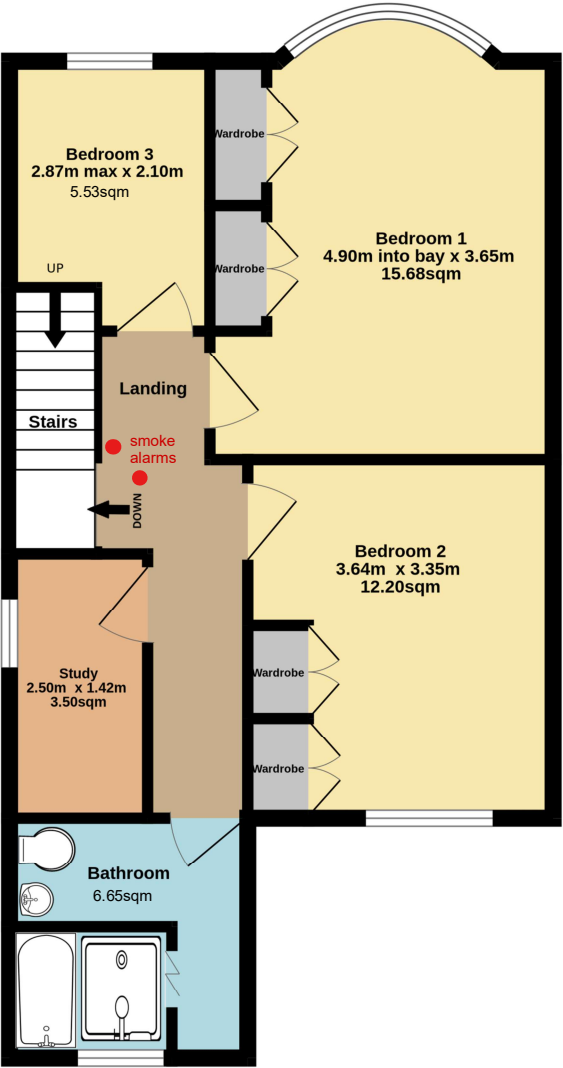 Bedroom 3
2.87m max x 2.10m
5.53sqm
Wardrobe
Wardrobe
Bedroom 1
4.90m into bay x 3.65m
15.68sqm
UP
Stairs
Landing
smoke
alarms
DOWN
Bedroom 2
3.64m x 3.35m
12.20sqm
Study
2.50m x 1.42m
3.50sqm
Wardrobe
Wardrobe
Bathroom
6.65sqm